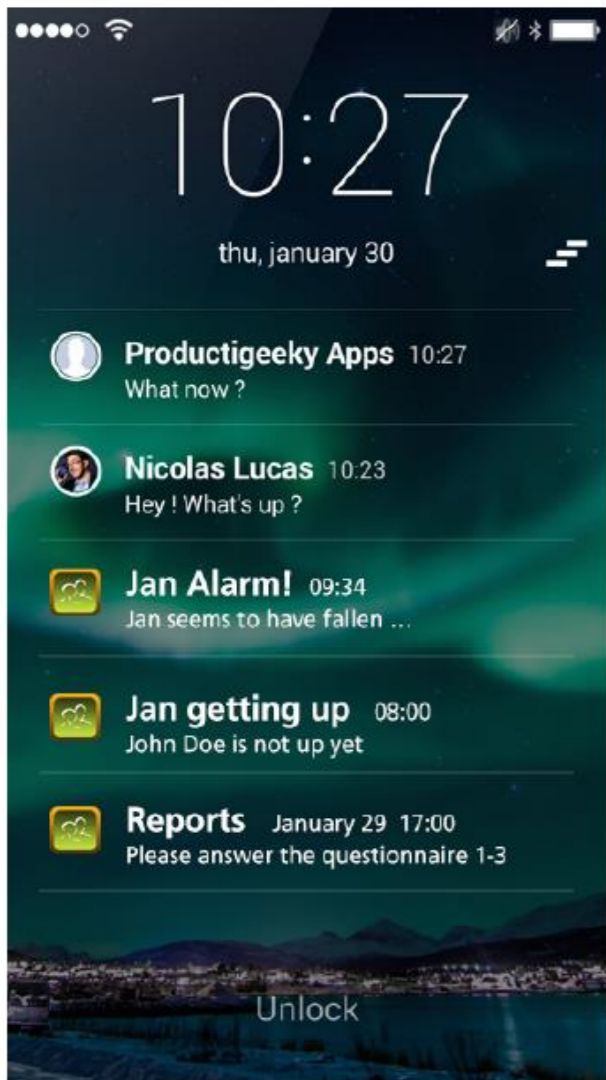 10:27
thu, january 30
Productigeeky Apps 10:27
What now ?
Nicolas Lucas 10:23
Hey ! What's up ?
Jan Alarm! 09:34
Jan seems to have fallen ...
Jan getting up 08:00
John Doe is not up yet
Reports January 29 17:00
Please answer the questionnaire 1-3
Unlock